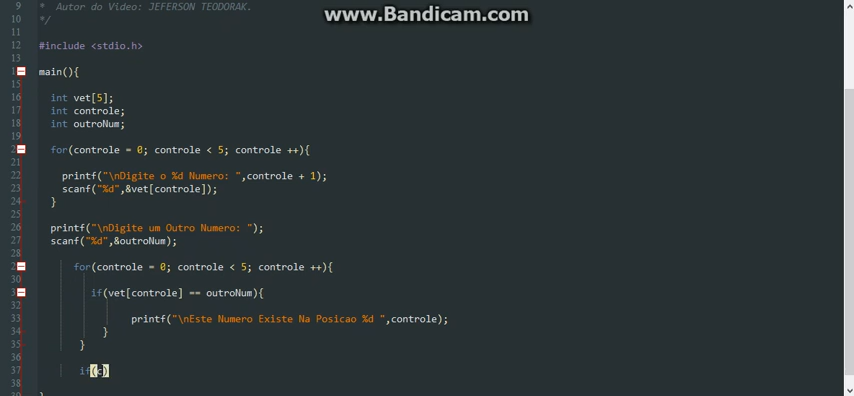 www.Bandicam.com
9 * Autor do Video: JEFERSON TEODORAK.
10 */
11
12 #include <stdio.h>
13
main(){
15
16 int vet[5];
17 int controle;
18 int outroNum;
19
for(controle = 0; controle < 5; controle ++){
21
22 printf("\nDigite o %d Numero: ",controle + 1);
23 scanf("%d",&vet[controle]);
24 }
25
26 printf("\nDigite um Outro Numero: ");
27 scanf("%d",&outroNum);
28
for(controle = 0; controle < 5; controle ++){
30
if(vet[controle] == outroNum){
32
33 printf("\nEste Numero Existe Na Posicao %d ",controle);
34 }
35 }
36
37 if(c)
38